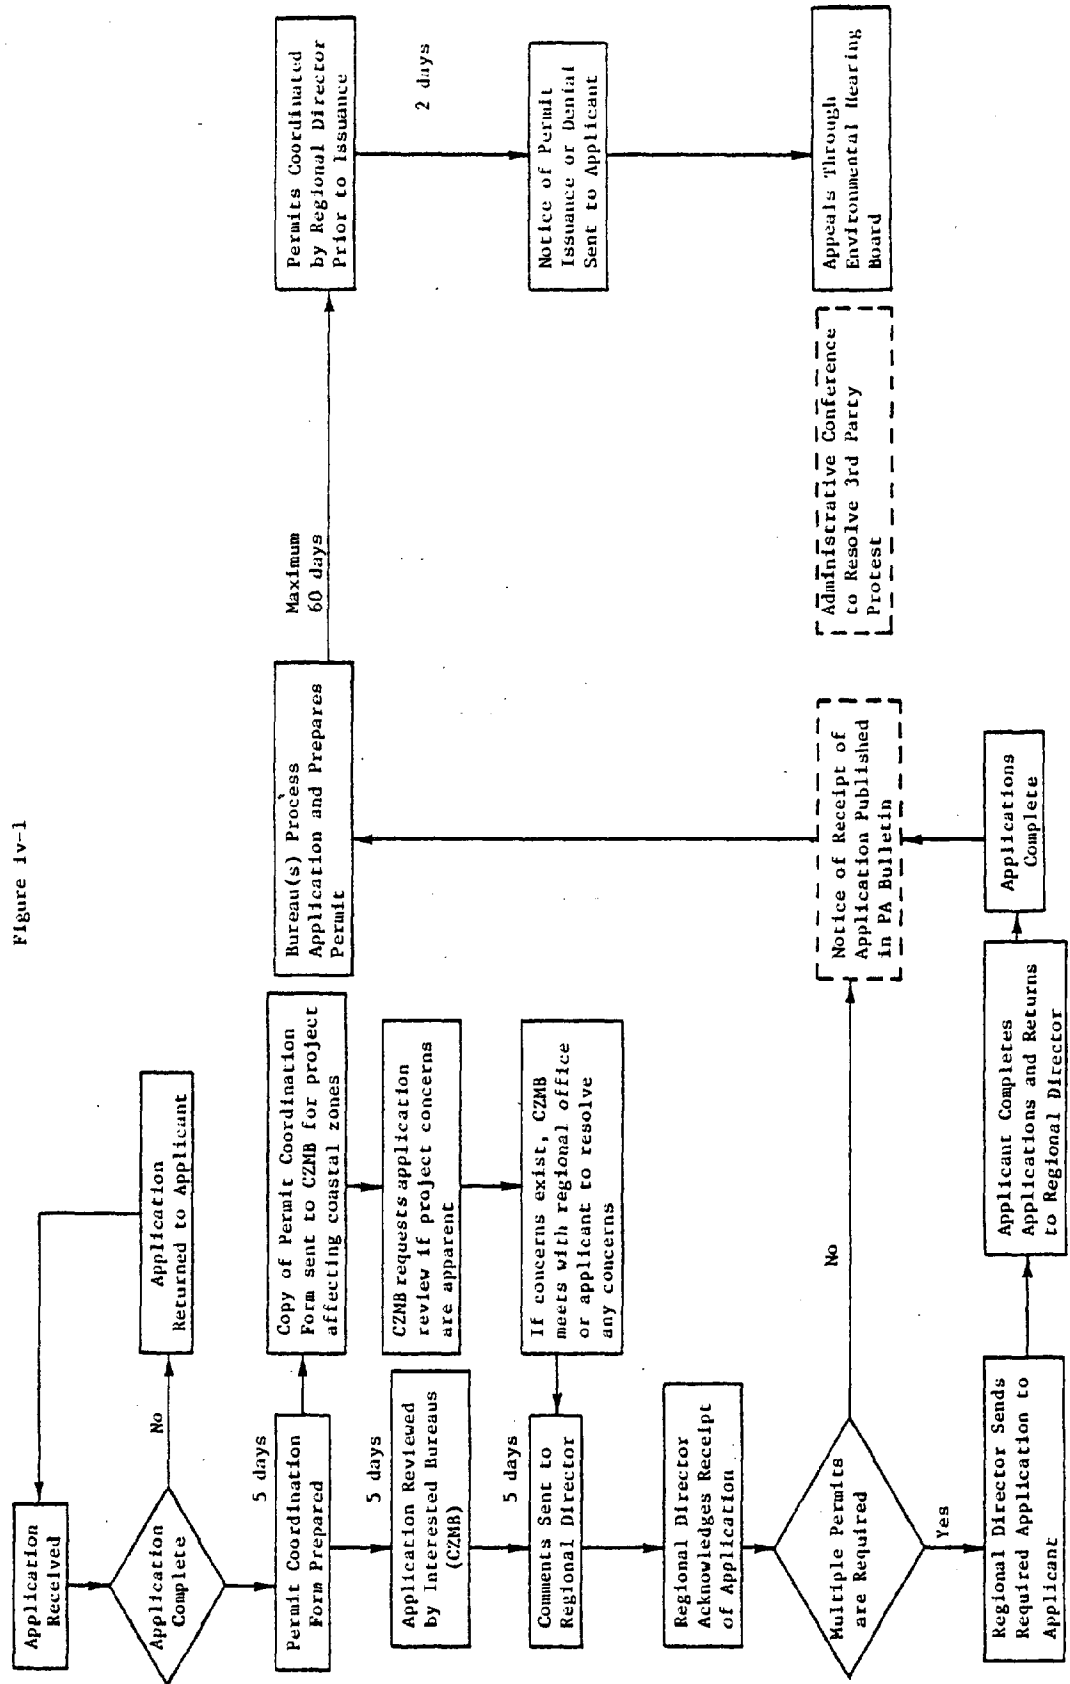 Figure iv-1
Application
Received
Application
Complete
No
Application
Returned to Applicant
5 days
Permit Coordination
Form Prepared
Copy of Permit Coordination
Form sent to CZMB for project
affecting coastal zones
5 days
Application Reviewed
by Interested Bureaus
(CZMB)
CZMB requests application
review if project concerns
are apparent
5 days
Comments Sent to
Regional Director
If concerns exist, CZMB
meets with regional office
or applicant to resolve
any concerns
Regional Director
Acknowledges Receipt
of Application
Multiple Permits
are Required
No
Yes
Regional Director Sends
Required Application to
Applicant
Applicant Completes
Applications and Returns
to Regional Director
Applications
Complete
Notice of Receipt of
Application Published
in PA Bulletin
Bureau(s) Process
Application and Prepares
Permit
Maximum
60 days
Permits Coordinated
by Regional Director
Prior to Issuance
2 days
Notice of Permit
Issuance or Denial
Sent to Applicant
Administrative Conference
to Resolve 3rd Party
Protest
Appeals Through
Environmental Hearing
Board